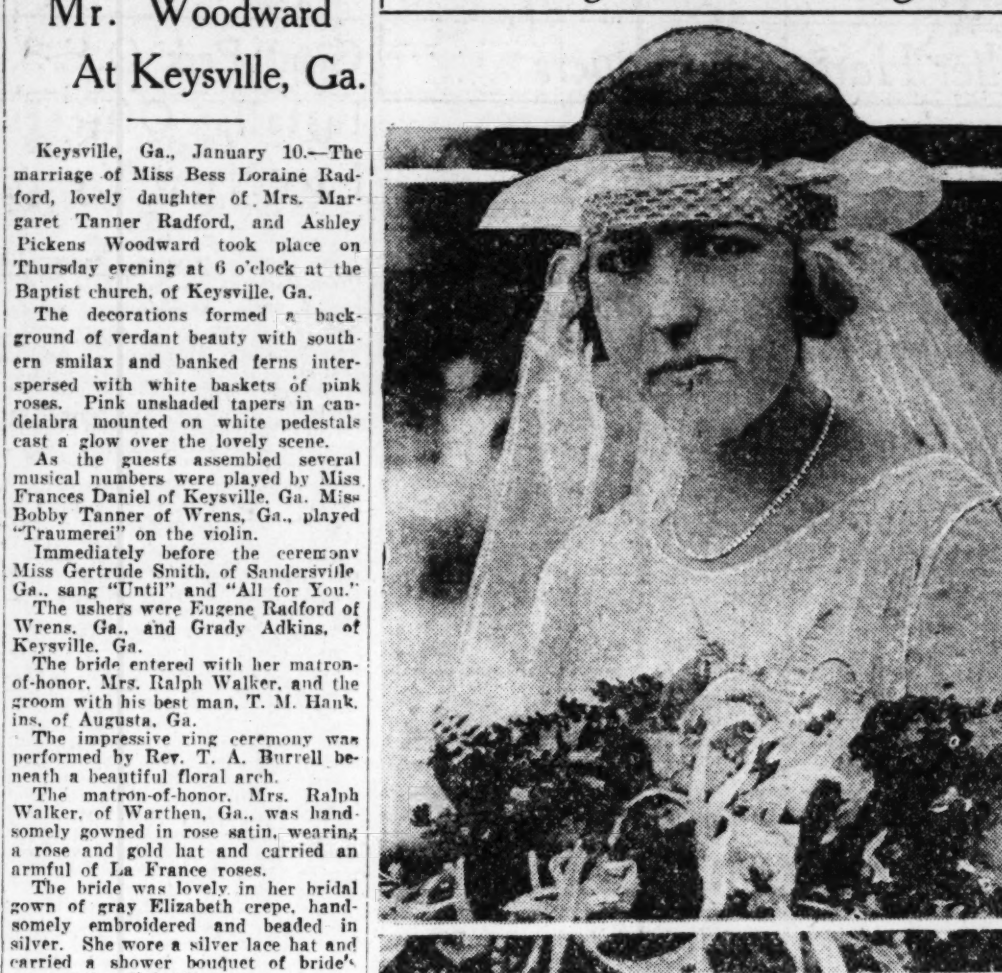 Mr. Woodward
At Keysville, Ga.
Keysville, Ga., January 10.—The
marriage of Miss Bess Loraine Rad-
ford, lovely daughter of Mrs. Mar-
garet Tanner Radford, and Ashley
Pickens Woodward took place on
Thursday evening at 6 o'clock at the
Baptist church, of Keysville, Ga.
The decorations formed a back-
ground of verdant beauty with south-
ern smilax and banked ferns inter-
spersed with white baskets of pink
roses. Pink unshaded tapers in can-
delabra mounted on white pedestals
cast a glow over the lovely scene.
As the guests assembled several
musical numbers were played by Miss
Frances Daniel of Keysville, Ga. Miss
Bobby Tanner of Wrens, Ga., played
"Traumerei" on the violin.
Immediately before the ceremony
Miss Gertrude Smith, of Sandersville
Ga., sang "Until" and "All for You."
The ushers were Eugene Radford of
Wrens, Ga., and Grady Adkins, of
Keysville, Ga.
The bride entered with her matron-
of-honor, Mrs. Ralph Walker, and the
groom with his best man, T. M. Hank.
ins, of Augusta, Ga.
The impressive ring ceremony was
performed by Rev. T. A. Burrell be-
neath a beautiful floral arch.
The matron-of-honor, Mrs. Ralph
Walker, of Warthen, Ga., was hand-
somely gowned in rose satin, wearing
a rose and gold hat and carried an
armful of La France roses.
The bride was lovely in her bridal
gown of gray Elizabeth crepe, hand-
somely embroidered and beaded in
silver. She wore a silver lace hat and
carried a shower bouquet of bride's